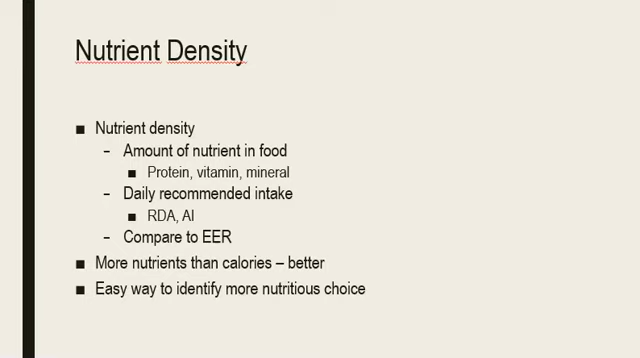 Nutrient Density
■ Nutrient density
– Amount of nutrient in food
■ Protein, vitamin, mineral
– Daily recommended intake
■ RDA, AI
– Compare to EER
■ More nutrients than calories – better
■ Easy way to identify more nutritious choice